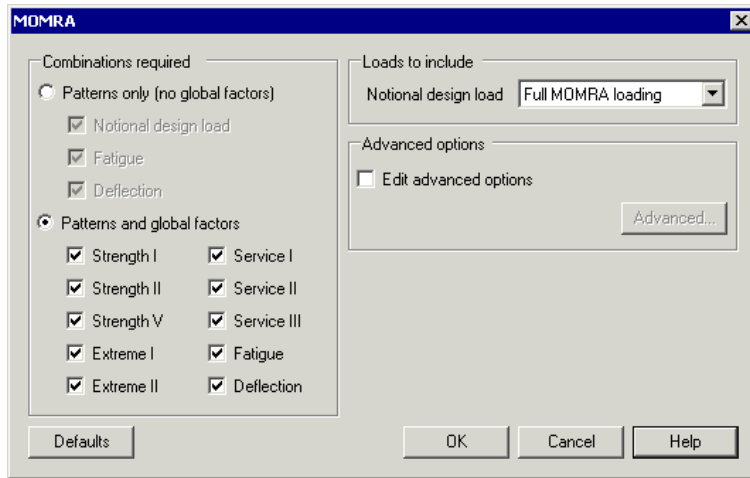 MOMRA
Combinations required
Patterns only (no global factors)
Notional design load
Fatigue
Deflection
Patterns and global factors
Strength I Service I
Strength II Service II
Strength V Service III
Extreme I Fatigue
Extreme II Deflection
Loads to include
Notional design load Full MOMRA loading
Advanced options
Edit advanced options
Advanced...
Defaults OK Cancel Help